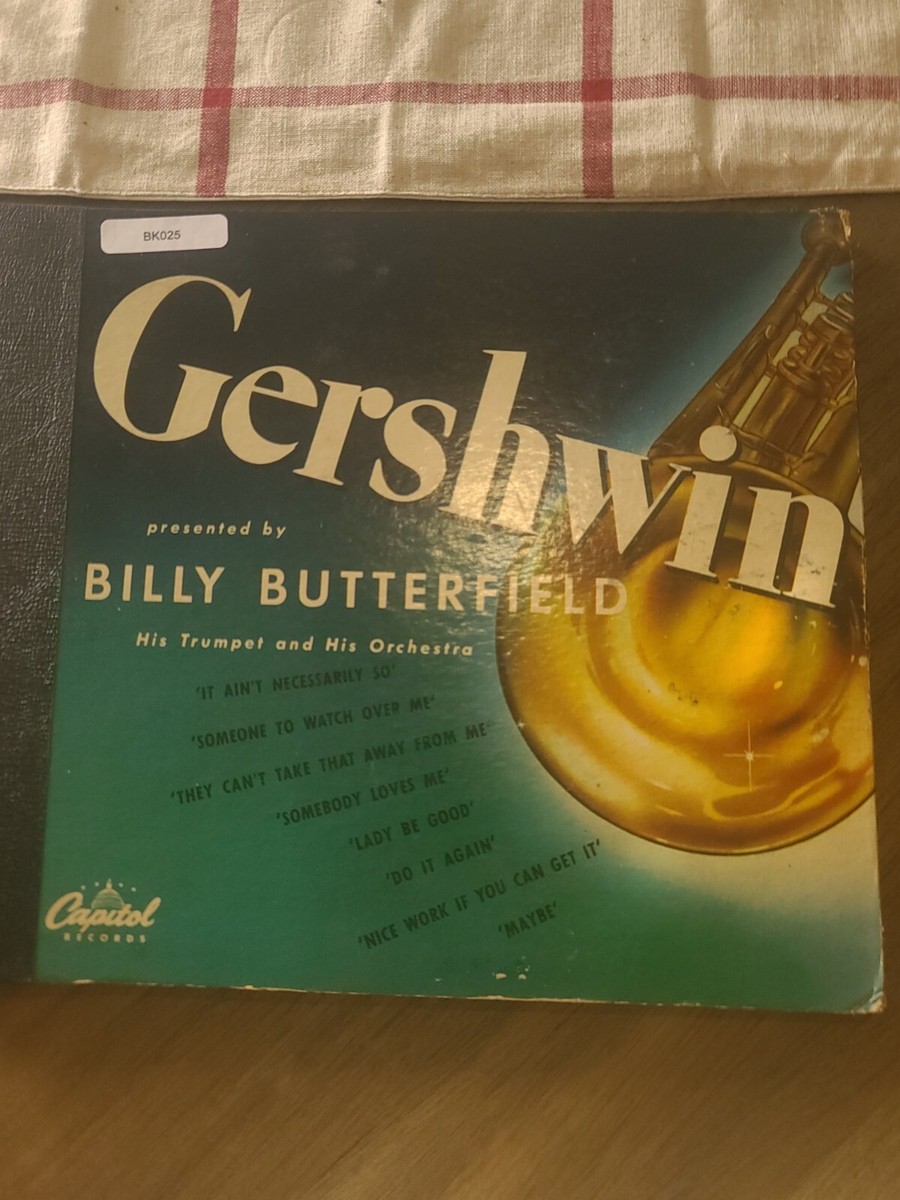 BK025
Gershwin
presented by
BILLY BUTTERFIELD
His Trumpet and His Orchestra
'IT AIN'T NECESSARILY SO'
'SOMEONE TO WATCH OVER ME'
'THEY CAN'T TAKE THAT AWAY FROM ME'
'SOMEBODY LOVES ME'
'LADY BE GOOD'
'DO IT AGAIN'
'NICE WORK IF YOU CAN GET IT'
'MAYBE'
Capitol
RECORDS